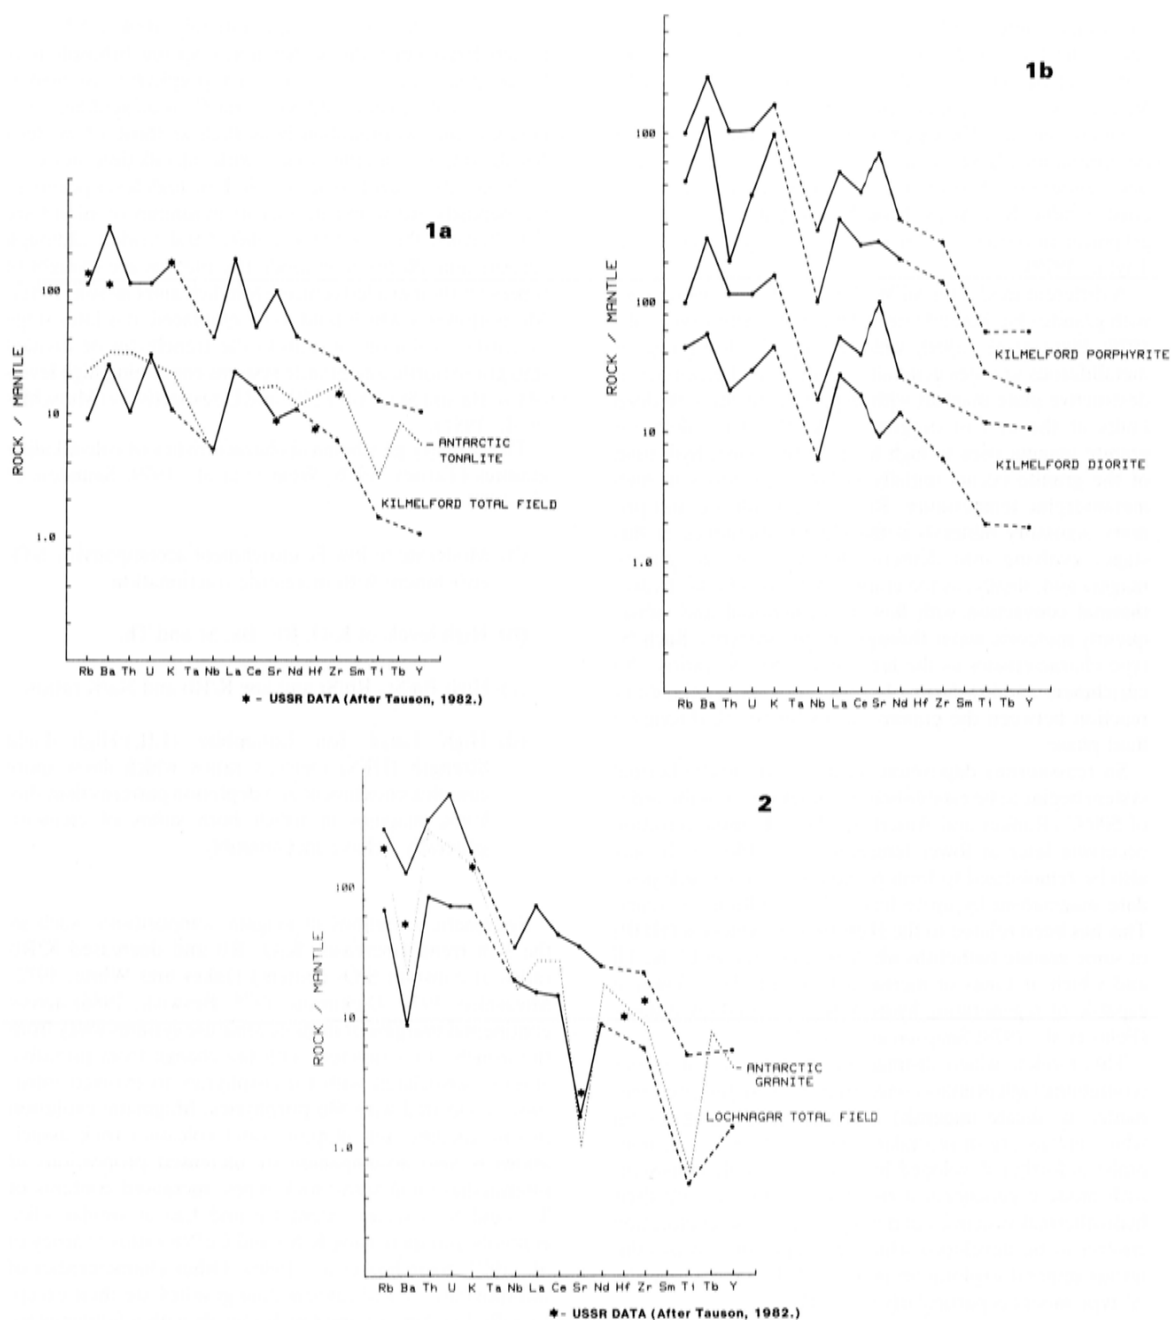 1a
100
10
1.0
ROCK / MANTLE
ANTARCTIC
TONALITE
KILMELFORD TOTAL FIELD
Rb Ba Th U K Ta Nb La Ce Sr Nd Hf Zr Sm Ti Tb Y
✱ - USSR DATA (After Tauson, 1982.)
1b
100
100
10
1.0
ROCK / MANTLE
KILMELFORD PORPHYRITE
KILMELFORD DIORITE
Rb Ba Th U K Ta Nb La Ce Sr Nd Hf Zr Sm Ti Tb Y
2
100
10
1.0
ROCK / MANTLE
ANTARCTIC
GRANITE
LOCHNAGAR TOTAL FIELD
Rb Ba Th U K Ta Nb La Ce Sr Nd Hf Zr Sm Ti Tb Y
✱ - USSR DATA (After Tauson, 1982.)